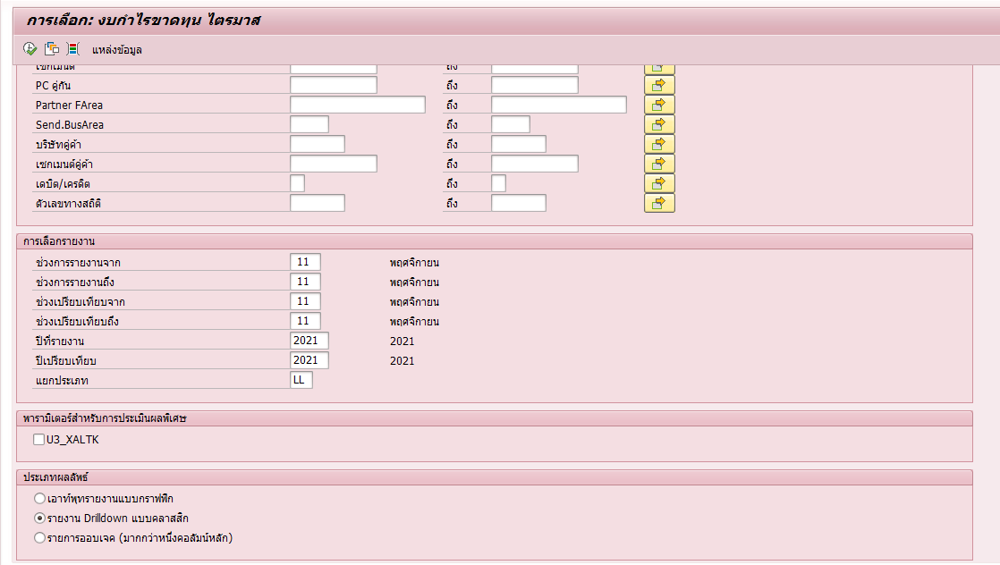 การเลือก: งบกำไรขาดทุน ไตรมาส
แหล่งข้อมูล
เซกเมนต์ ถึง
PC คู่กัน ถึง
Partner FArea ถึง
Send.BusArea ถึง
บริษัทคู่ค้า ถึง
เซกเมนต์คู่ค้า ถึง
เดบิต/เครดิต ถึง
ตัวเลขทางสถิติ ถึง
การเลือกรายงาน
ช่วงการรายงานจาก 11 พฤศจิกายน
ช่วงการรายงานถึง 11 พฤศจิกายน
ช่วงเปรียบเทียบจาก 11 พฤศจิกายน
ช่วงเปรียบเทียบถึง 11 พฤศจิกายน
ปีที่รายงาน 2021 2021
ปีเปรียบเทียบ 2021 2021
แยกประเภท LL
พารามิเตอร์สำหรับการประเมินผลพิเศษ
U3_XALTK
ประเภทผลลัพธ์
เอาท์พุทรายงานแบบกราฟฟิก
รายงาน Drilldown แบบคลาสสิก
รายการออบเจค (มากกว่าหนึ่งคอลัมน์หลัก)